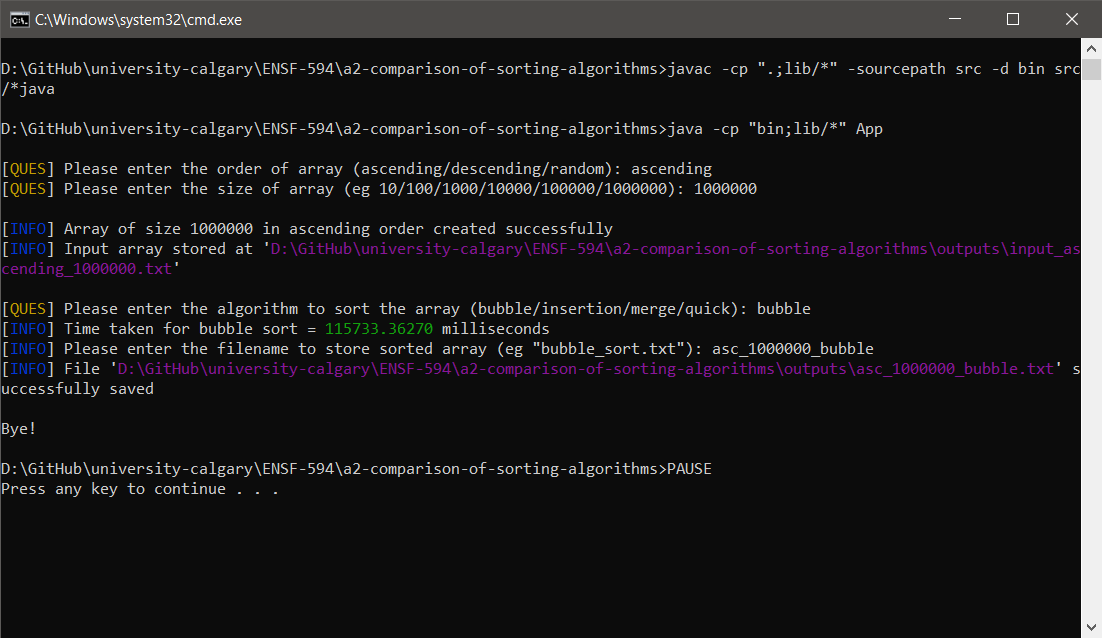 C:\Windows\system32\cmd.exe
D:\GitHub\university-calgary\ENSF-594\a2-comparison-of-sorting-algorithms>javac -cp ".;lib/*" -sourcepath src -d bin src
/*java
D:\GitHub\university-calgary\ENSF-594\a2-comparison-of-sorting-algorithms>java -cp "bin;lib/*" App
[QUES] Please enter the order of array (ascending/descending/random): ascending
[QUES] Please enter the size of array (eg 10/100/1000/10000/100000/1000000): 1000000
[INFO] Array of size 1000000 in ascending order created successfully
[INFO] Input array stored at 'D:\GitHub\university-calgary\ENSF-594\a2-comparison-of-sorting-algorithms\outputs\input_as
cending_1000000.txt'
[QUES] Please enter the algorithm to sort the array (bubble/insertion/merge/quick): bubble
[INFO] Time taken for bubble sort = 115733.36270 milliseconds
[INFO] Please enter the filename to store sorted array (eg "bubble_sort.txt"): asc_1000000_bubble
[INFO] File 'D:\GitHub\university-calgary\ENSF-594\a2-comparison-of-sorting-algorithms\outputs\asc_1000000_bubble.txt' s
uccessfully saved
Bye!
D:\GitHub\university-calgary\ENSF-594\a2-comparison-of-sorting-algorithms>PAUSE
Press any key to continue . . .